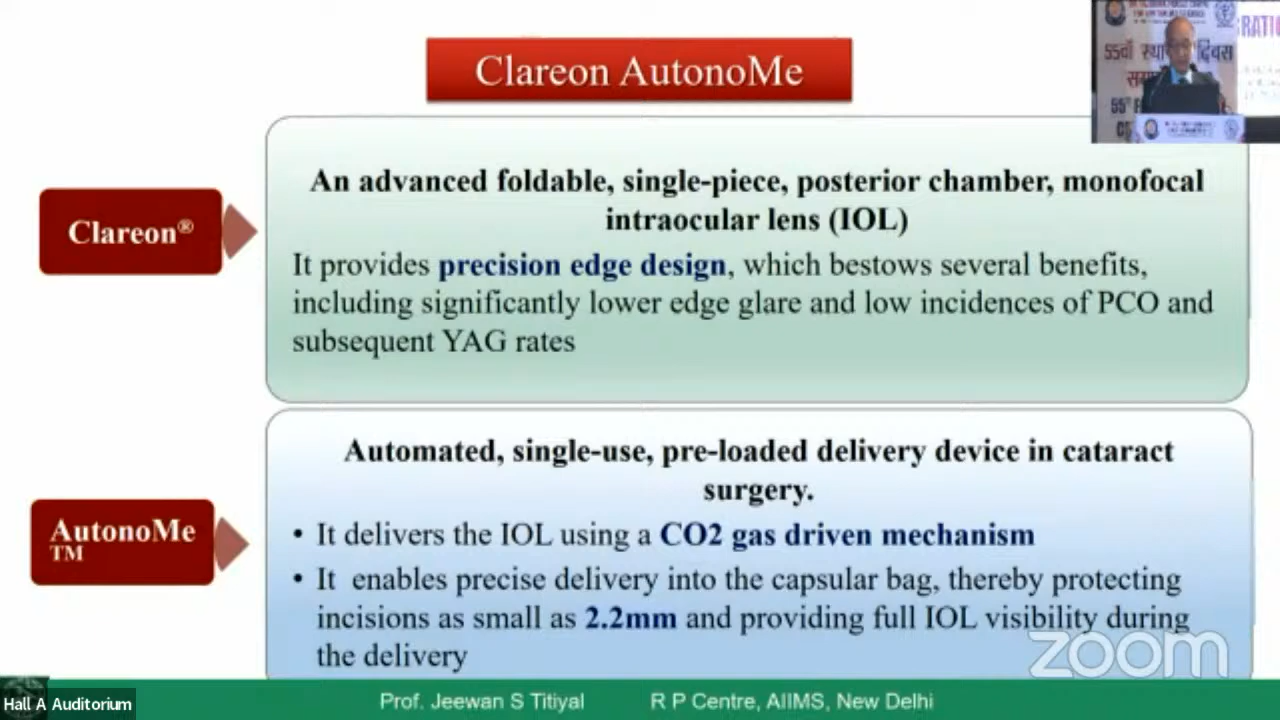 Clareon AutonoMe
55वां स्था दिवस
55
RATIO
Clareon®
An advanced foldable, single-piece, posterior chamber, monofocal
intraocular lens (IOL)
It provides precision edge design, which bestows several benefits,
including significantly lower edge glare and low incidences of PCO and
subsequent YAG rates
AutonoMe
TM
Automated, single-use, pre-loaded delivery device in cataract
surgery.
• It delivers the IOL using a CO2 gas driven mechanism
• It enables precise delivery into the capsular bag, thereby protecting
incisions as small as 2.2mm and providing full IOL visibility during
the delivery
zoom
Hall A Auditorium
Prof. Jeewan S Titiyal R P Centre, AIIMS, New Delhi